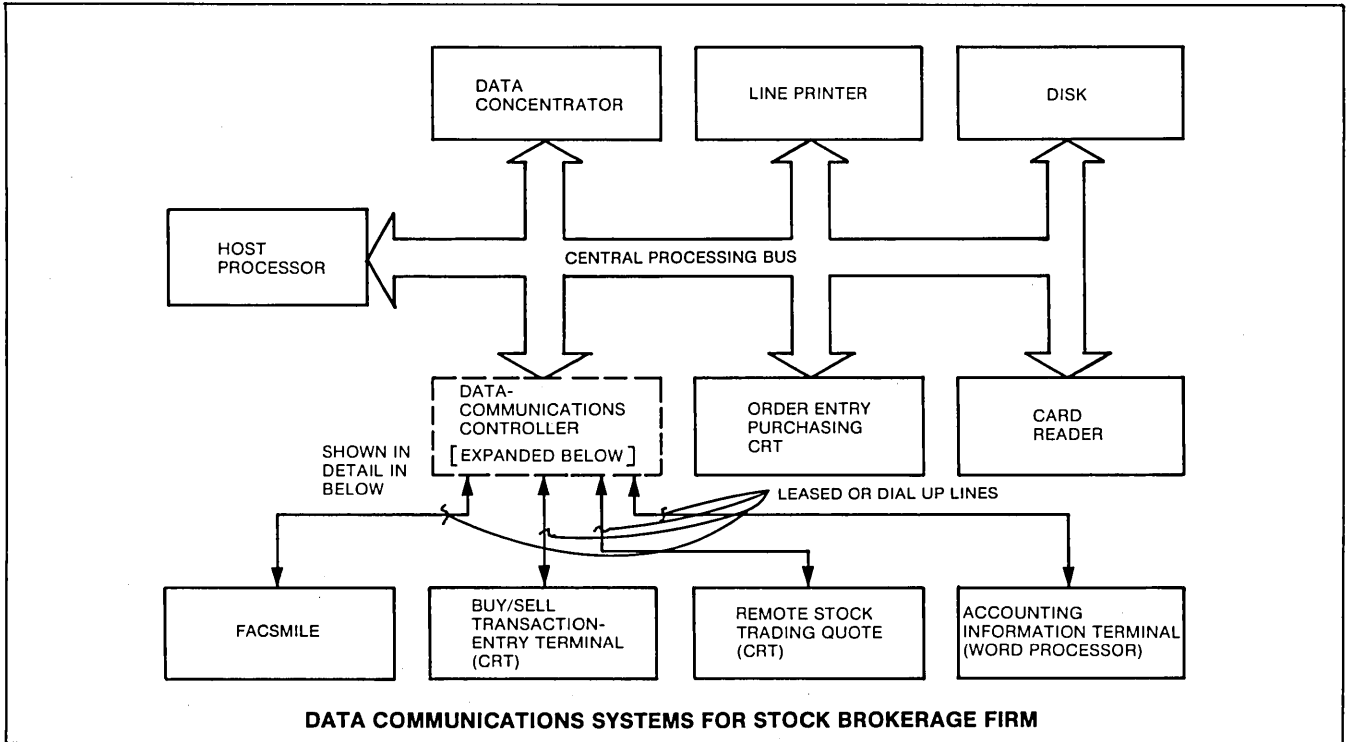 DATA
CONCENTRATOR
LINE PRINTER
DISK
HOST
PROCESSOR
CENTRAL PROCESSING BUS
DATA-
COMMUNICATIONS
CONTROLLER
[EXPANDED BELOW]
ORDER ENTRY
PURCHASING
CRT
CARD
READER
SHOWN IN
DETAIL IN
BELOW
LEASED OR DIAL UP LINES
FACSMILE
BUY/SELL
TRANSACTION-
ENTRY TERMINAL
(CRT)
REMOTE STOCK
TRADING QUOTE
(CRT)
ACCOUNTING
INFORMATION TERMINAL
(WORD PROCESSOR)
DATA COMMUNICATIONS SYSTEMS FOR STOCK BROKERAGE FIRM